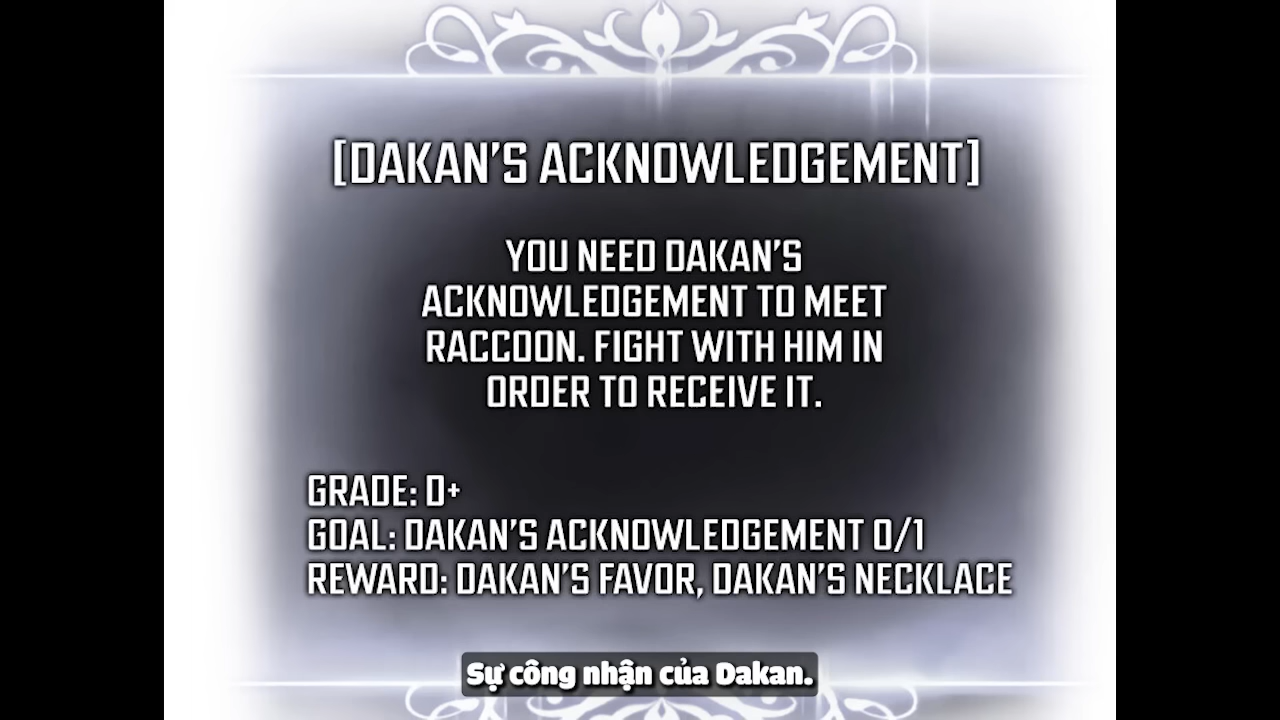 [DAKAN'S ACKNOWLEDGEMENT]
YOU NEED DAKAN'S
ACKNOWLEDGEMENT TO MEET
RACCOON. FIGHT WITH HIM IN
ORDER TO RECEIVE IT.
GRADE: D+
GOAL: DAKAN'S ACKNOWLEDGEMENT 0/1
REWARD: DAKAN'S FAVOR, DAKAN'S NECKLACE
Sự công nhận của Dakan.